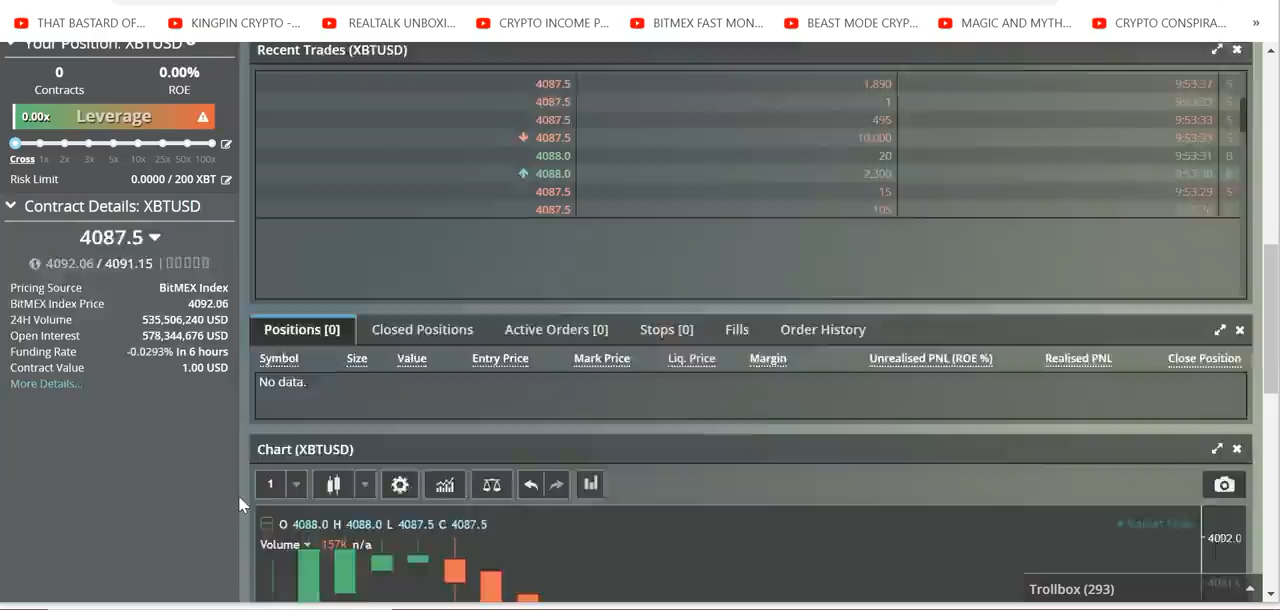 THAT BASTARD OF... KINGPIN CRYPTO -... REALTALK UNBOXI... CRYPTO INCOME P... BITMEX FAST MON... BEAST MODE CRYP... MAGIC AND MYTH... CRYPTO CONSPIRA... »
Your Position: XBTUSD
0 0.00%
Contracts ROE
0.00x Leverage
Cross 1x 2x 3x 5x 10x 25x 50x 100x
Risk Limit 0.0000 / 200 XBT
Contract Details: XBTUSD
4087.5
4092.06 / 4091.15
Pricing Source BitMEX Index
BitMEX Index Price 4092.06
24H Volume 535,506,240 USD
Open Interest 578,344,676 USD
Funding Rate -0.0293% In 6 hours
Contract Value 1.00 USD
More Details...
Recent Trades (XBTUSD)
4087.5 1,890 9:53:37 S
4087.5 1
4087.5 495 9:53:33 S
4087.5 10,000 S
4088.0 20 9:53:31 B
4088.0 2,300
4087.5 15 9:53:29 S
4087.5 105
Positions [0] Closed Positions Active Orders [0] Stops [0] Fills Order History
Symbol Size Value Entry Price Mark Price Liq. Price Margin Unrealised PNL (ROE %) Realised PNL Close Position
No data.
Chart (XBTUSD)
1
O 4088.0 H 4088.0 L 4087.5 C 4087.5
Volume 157K n/a
4092.0
Trollbox (293)